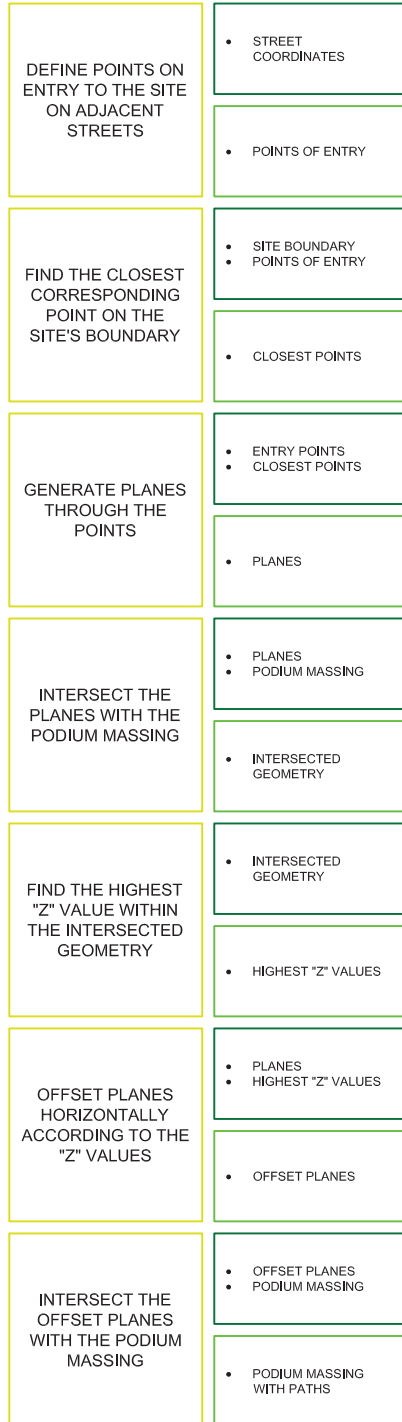 DEFINE POINTS ON
ENTRY TO THE SITE
ON ADJACENT
STREETS
• STREET
COORDINATES
• POINTS OF ENTRY
FIND THE CLOSEST
CORRESPONDING
POINT ON THE
SITE'S BOUNDARY
• SITE BOUNDARY
• POINTS OF ENTRY
• CLOSEST POINTS
GENERATE PLANES
THROUGH THE
POINTS
• ENTRY POINTS
• CLOSEST POINTS
• PLANES
INTERSECT THE
PLANES WITH THE
PODIUM MASSING
• PLANES
• PODIUM MASSING
• INTERSECTED
GEOMETRY
FIND THE HIGHEST
"Z" VALUE WITHIN
THE INTERSECTED
GEOMETRY
• INTERSECTED
GEOMETRY
• HIGHEST "Z" VALUES
OFFSET PLANES
HORIZONTALLY
ACCORDING TO THE
"Z" VALUES
• PLANES
• HIGHEST "Z" VALUES
• OFFSET PLANES
INTERSECT THE
OFFSET PLANES
WITH THE PODIUM
MASSING
• OFFSET PLANES
• PODIUM MASSING
• PODIUM MASSING
WITH PATHS